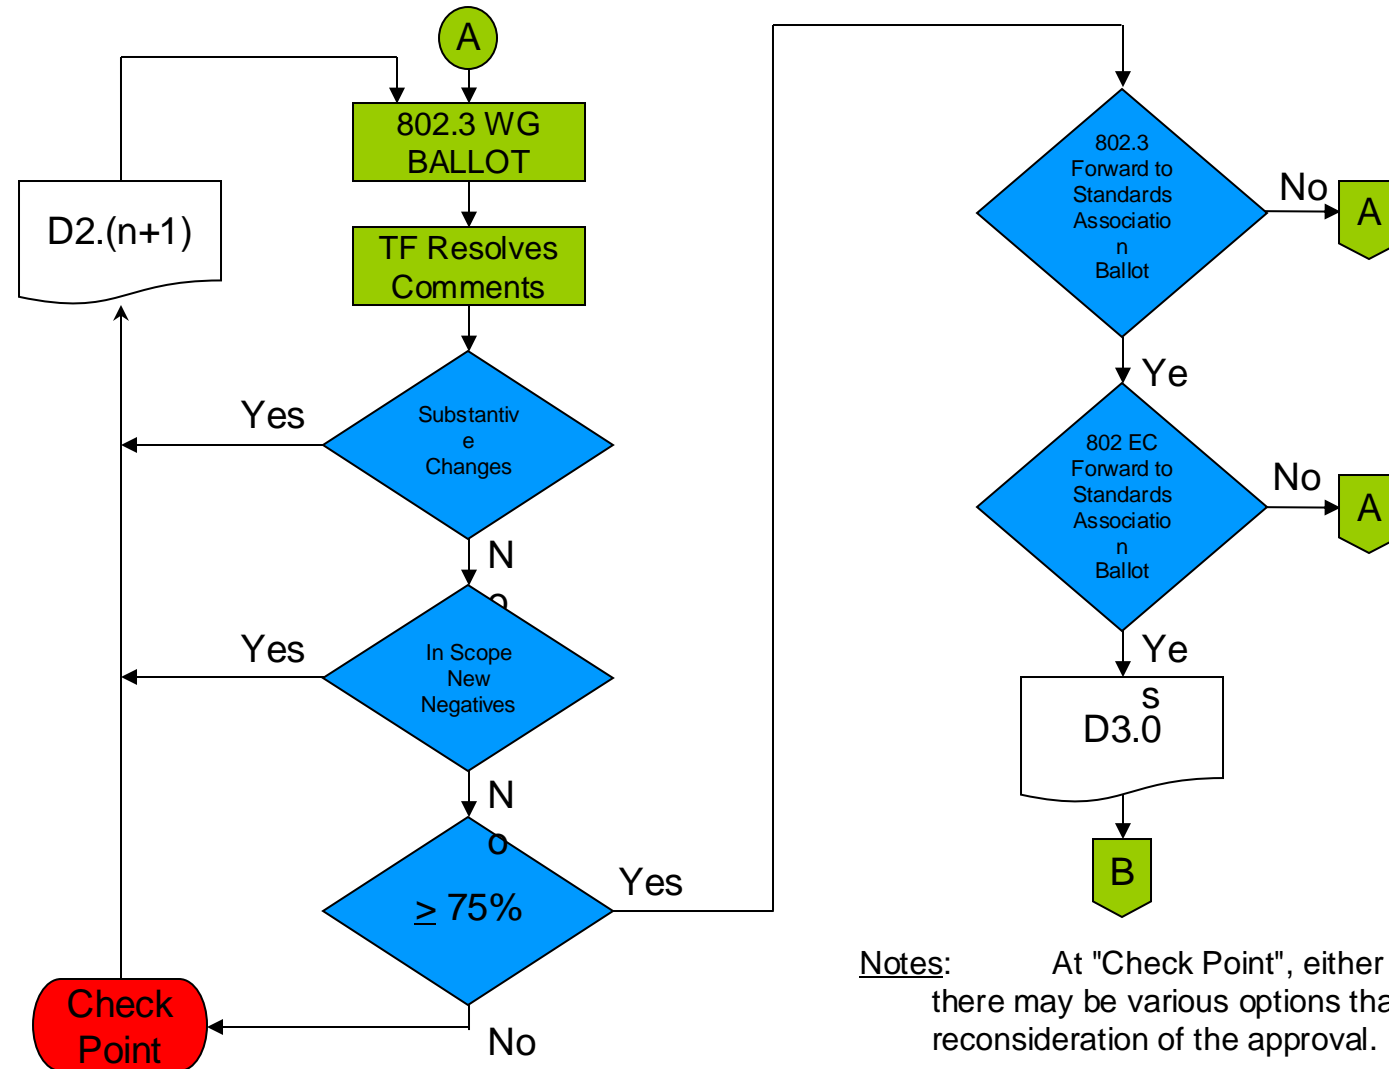 A
802.3 WG
BALLOT
D2.(n+1)
TF Resolves
Comments
Substantiv
e
Changes
Yes
N
o
In Scope
New
Negatives
Yes
N
o
≥ 75%
Yes
No
Check
Point
802.3
Forward to
Standards
Associatio
n
Ballot
No
A
Ye
802 EC
Forward to
Standards
Associatio
n
Ballot
No
A
Ye
s
D3.0
B
Notes: At "Check Point", either
there may be various options tha
reconsideration of the approval.